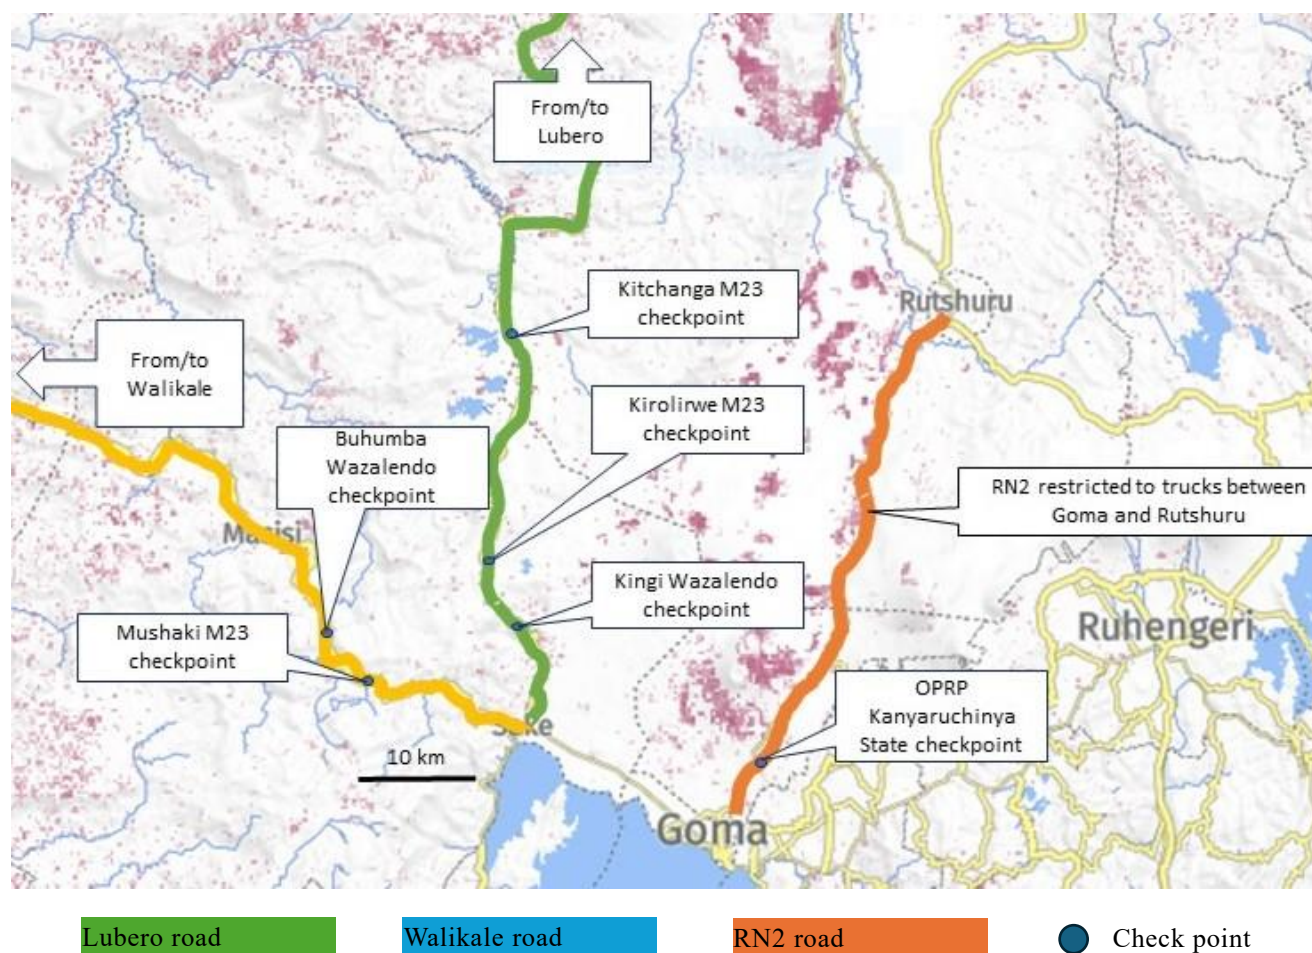 From/to
Lubero
Kitchanga M23
checkpoint
Rutshuru
From/to
Walikale
Kirolirwe M23
checkpoint
Buhumba
Wazalendo
checkpoint
RN2 restricted to trucks between
Goma and Rutshuru
Masisi
Kingi Wazalendo
checkpoint
Mushaki M23
checkpoint
Ruhengeri
OPRP
Kanyaruchinya
State checkpoint
Sake
10 km
Goma
Lubero road
Walikale road
RN2 road
Check point